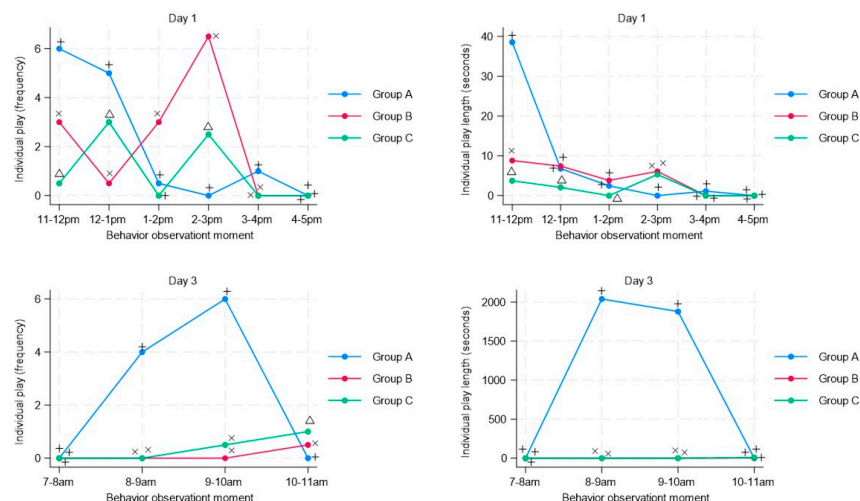 Day 1
Individual play (frequency)
6
4
2
0
11-12pm 12-1pm 1-2pm 2-3pm 3-4pm 4-5pm
Behavior observationt moment
Group A
Group B
Group C
Day 1
Individual play length (seconds)
40
30
20
10
0
11-12pm 12-1pm 1-2pm 2-3pm 3-4pm 4-5pm
Behavior observationt moment
Group A
Group B
Group C
Day 3
Individual play (frequency)
6
4
2
0
7-8am 8-9am 9-10am 10-11am
Behavior observationt moment
Group A
Group B
Group C
Day 3
Individual play length (seconds)
2000
1500
1000
500
0
7-8am 8-9am 9-10am 10-11am
Behavior observationt moment
Group A
Group B
Group C